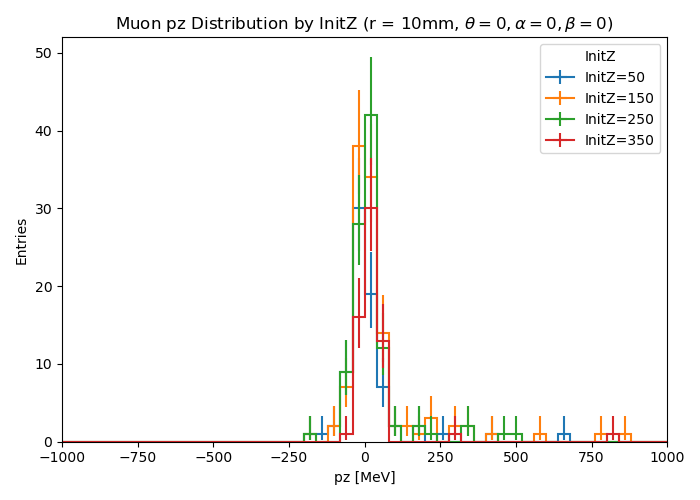 Muon pz Distribution by InitZ (r = 10mm, θ = 0, α = 0, β = 0)
50
40
30
20
10
0
Entries
InitZ
InitZ=50
InitZ=150
InitZ=250
InitZ=350
−1000 −750 −500 −250 0 250 500 750 1000
pz [MeV]